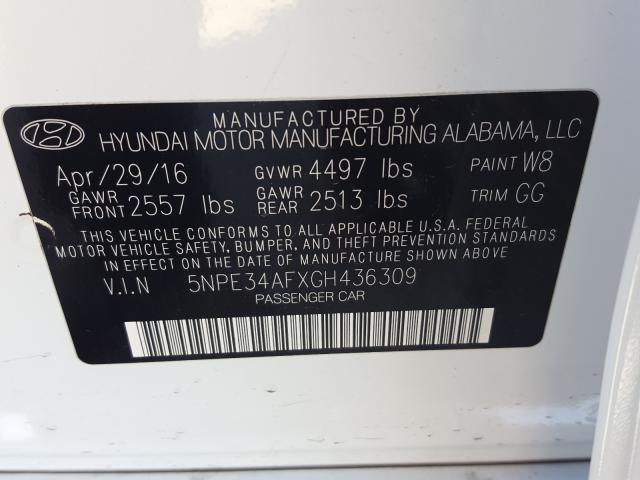 MANUFACTURED BY
HYUNDAI MOTOR MANUFACTURING ALABAMA, LLC
Apr/29/16 GVWR 4497 lbs PAINT W8
GAWR FRONT 2557 lbs GAWR REAR 2513 lbs TRIM GG
THIS VEHICLE CONFORMS TO ALL APPLICABLE U.S.A. FEDERAL
MOTOR VEHICLE SAFETY, BUMPER, AND THEFT PREVENTION STANDARDS
IN EFFECT ON THE DATE OF MANUFACTURE SHOWN ABOVE
V.I.N 5NPE34AFXGH436309
PASSENGER CAR